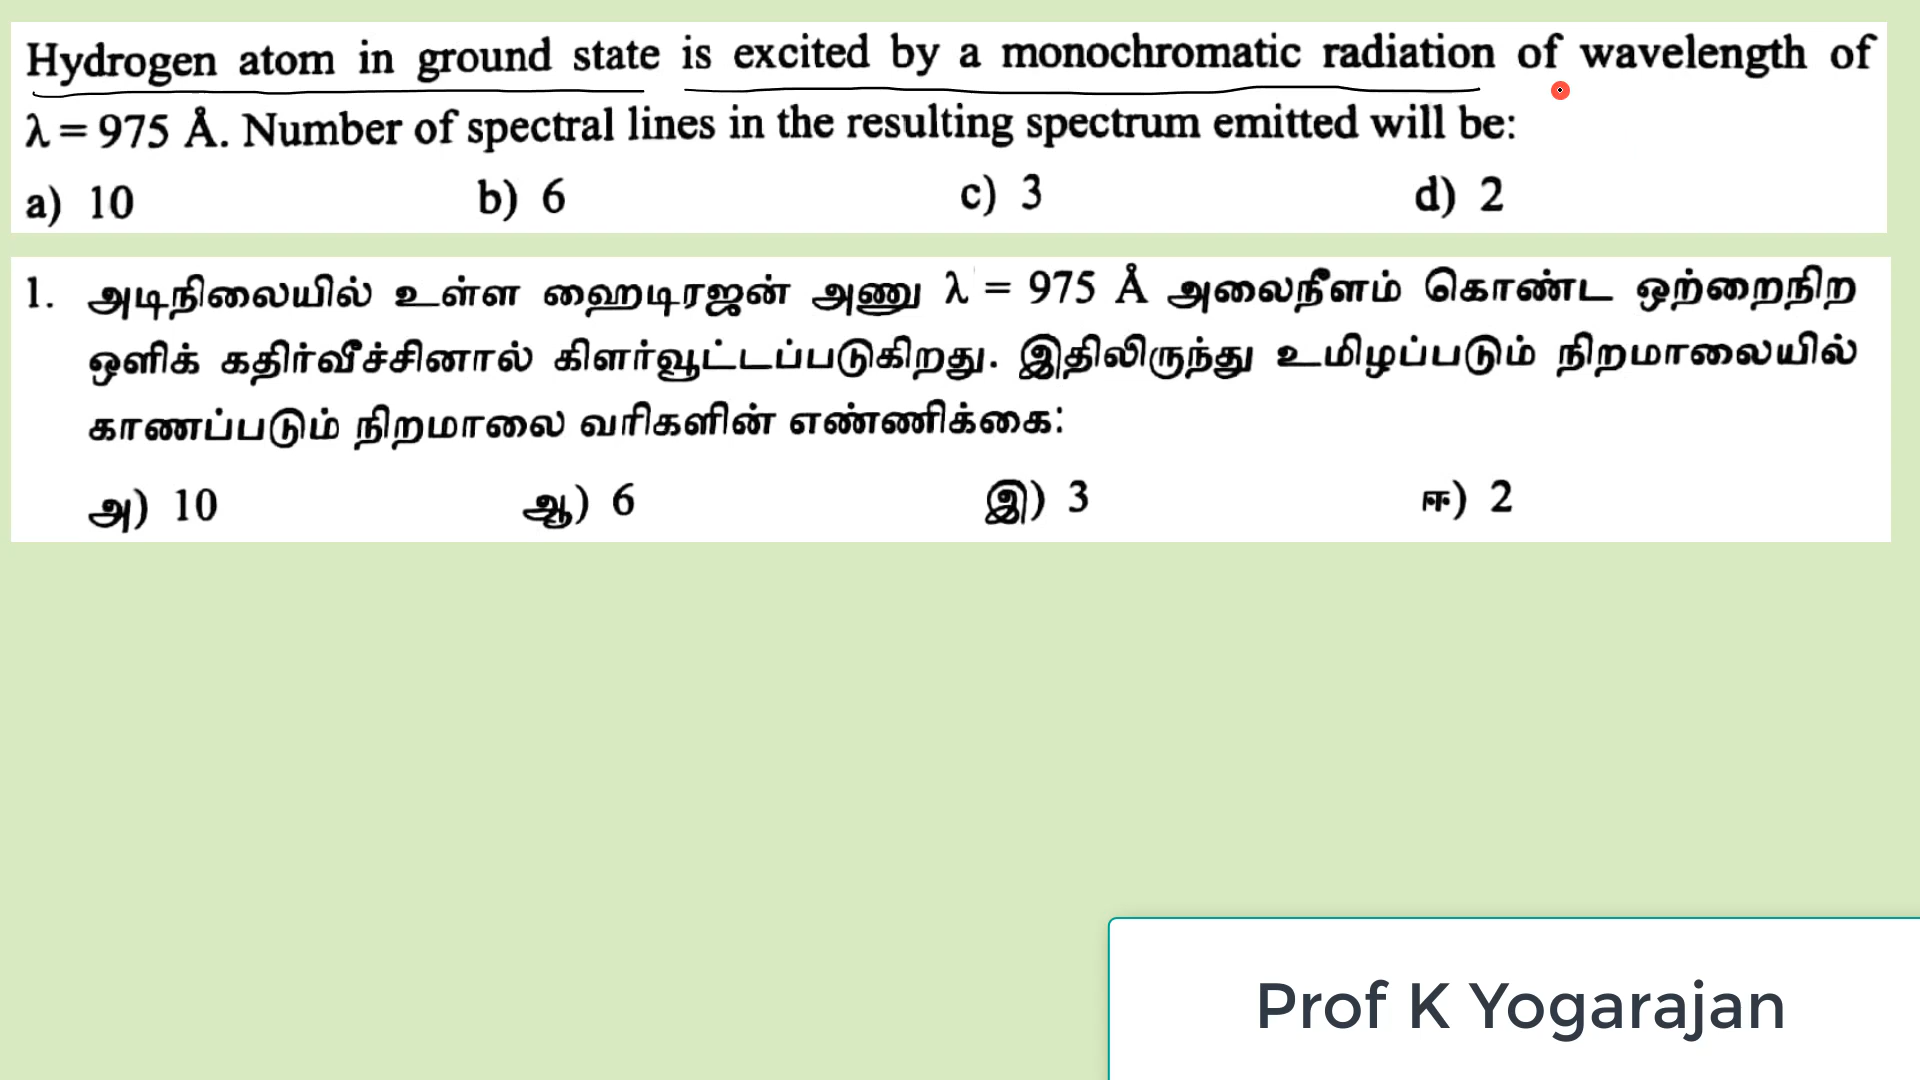 Hydrogen atom in ground state is excited by a monochromatic radiation of wavelength of
λ = 975 Å. Number of spectral lines in the resulting spectrum emitted will be:
a) 10 b) 6 c) 3 d) 2
1. அடிநிலையில் உள்ள ஹைடிரஜன் அணு λ = 975 Å அலைநீளம் கொண்ட ஒற்றைநிற
ஒளிக் கதிர்வீச்சினால் கிளர்வூட்டப்படுகிறது. இதிலிருந்து உமிழப்படும் நிறமாலையில்
காணப்படும் நிறமாலை வரிகளின் எண்ணிக்கை:
அ) 10 ஆ) 6 இ) 3 ஈ) 2
Prof K Yogarajan